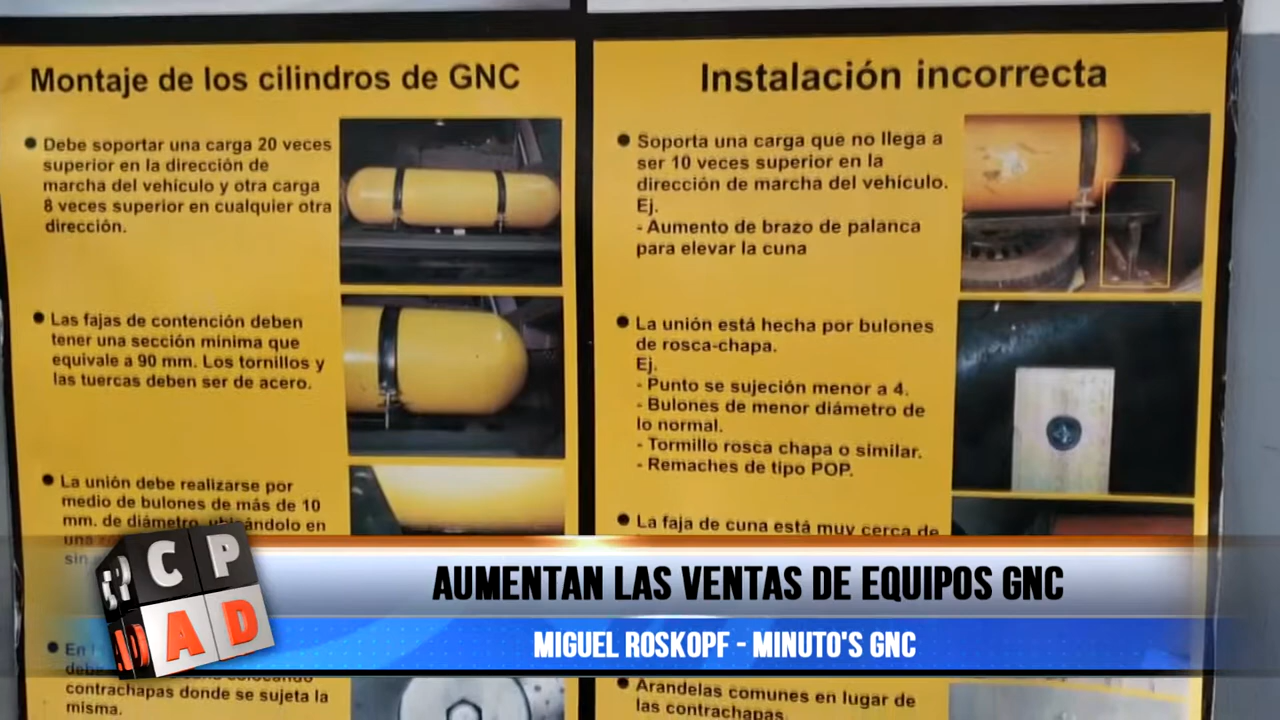 Montaje de los cilindros de GNC
Debe soportar una carga 20 veces
superior en la dirección de
marcha del vehículo y otra carga
8 veces superior en cualquier otra
dirección.
Las fajas de contención deben
tener una sección mínima que
equivale a 90 mm. Los tornillos y
las tuercas deben ser de acero.
La unión debe realizarse por
medio de bulones de más de 10
mm. de diámetro, ubicándolo en
una
sin
En
contrachapas donde se sujeta la
misma.
Instalación incorrecta
Soporta una carga que no llega a
ser 10 veces superior en la
dirección de marcha del vehículo.
Ej.
- Aumento de brazo de palanca
para elevar la cuna
La unión está hecha por bulones
de rosca-chapa.
Ej.
- Punto se sujeción menor a 4.
- Bulones de menor diámetro de
lo normal.
- Tormillo rosca chapa o similar.
- Remaches de tipo POP.
La faja de cuna está muy cerca de
Arandelas comunes en lugar de
las contrachapas.
CP
AD
AUMENTAN LAS VENTAS DE EQUIPOS GNC
MIGUEL ROSKOPF - MINUTO'S GNC